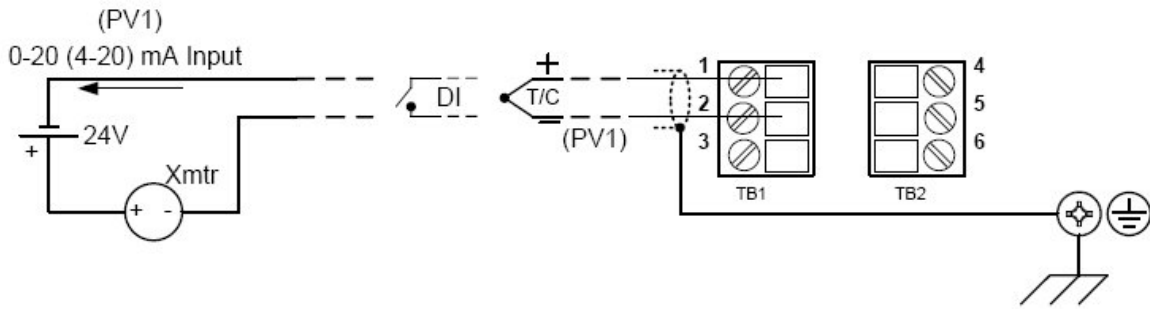 (PV1)
0-20 (4-20) mA Input
24V
+
Xmtr
+ -
DI
+
T/C
–
(PV1)
1
2
3
TB1
4
5
6
TB2